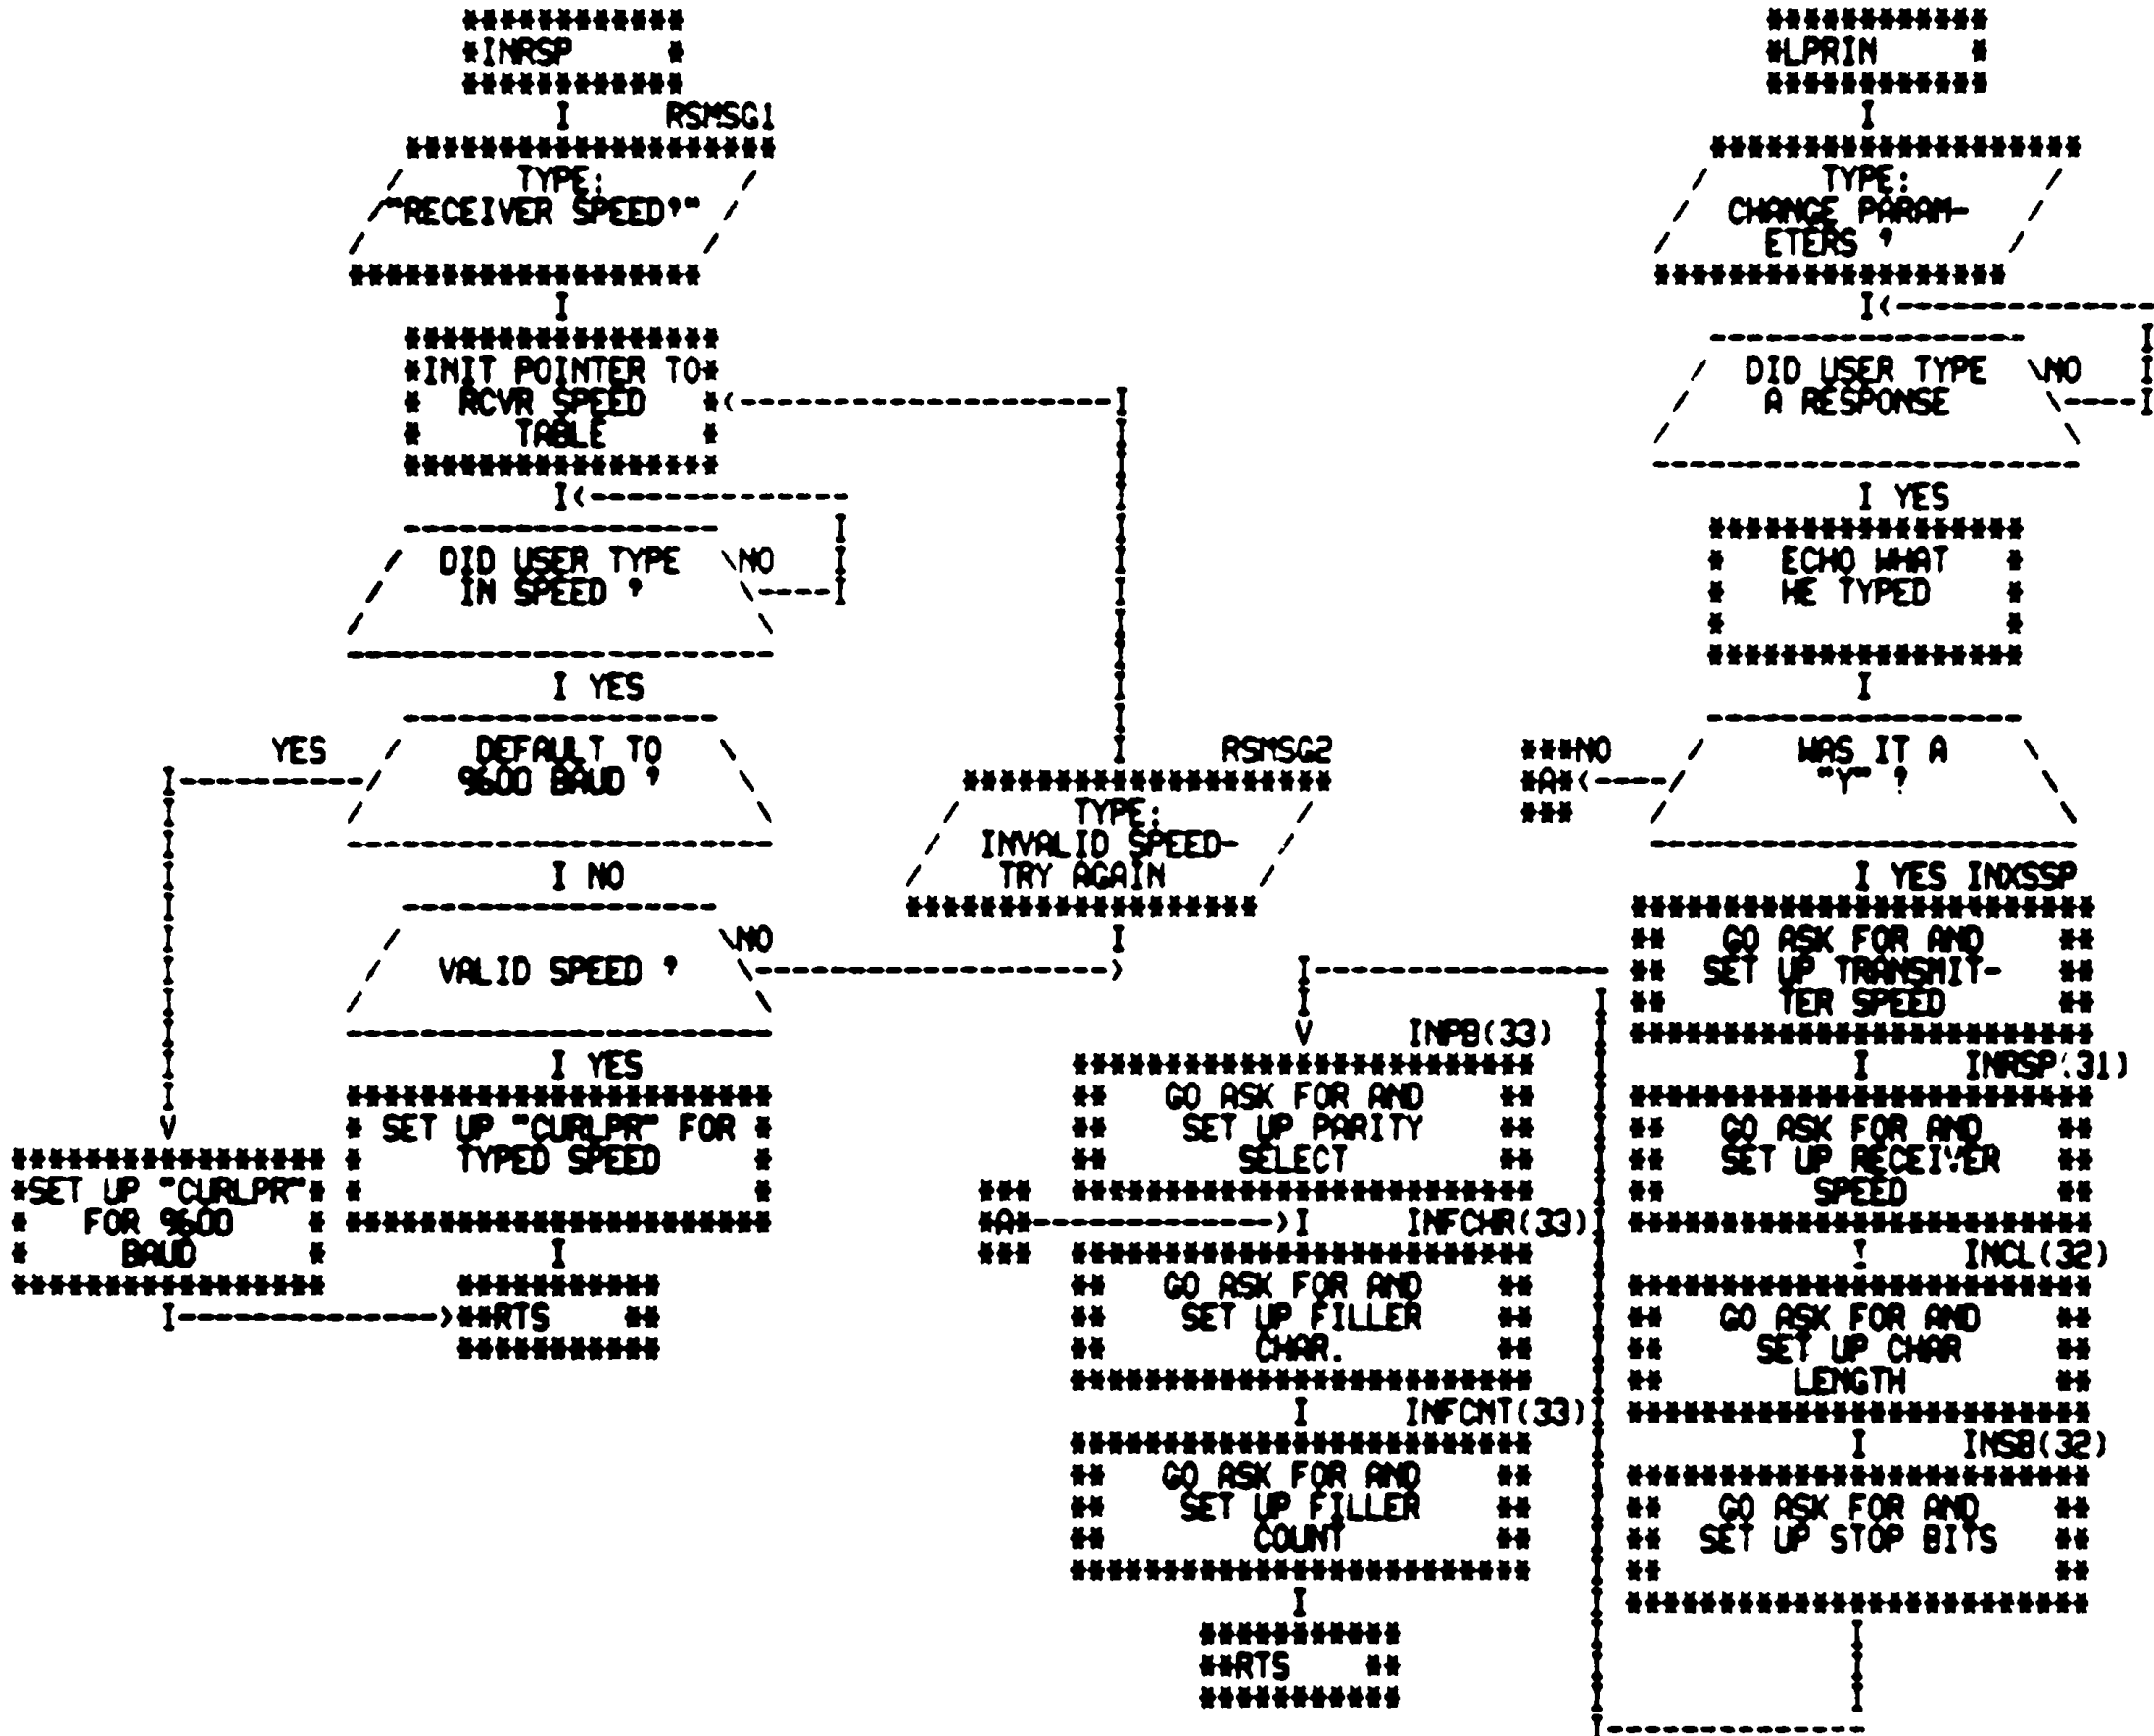 INRSP
RSMSG1
TYPE:
"RECEIVER SPEED?"
INIT POINTER TO
RCVR SPEED
TABLE
DID USER TYPE
IN SPEED ?
NO
YES
DEFAULT TO
9600 BAUD ?
YES
NO
VALID SPEED ?
NO
YES
SET UP "CURLPR" FOR
TYPED SPEED
SET UP "CURLPR"
FOR 9600
BAUD
RTS
RSMSG2
TYPE:
INVALID SPEED-
TRY AGAIN
INPB(33)
GO ASK FOR AND
SET UP PARITY
SELECT
A
INFCHR(33)
GO ASK FOR AND
SET UP FILLER
CHAR.
INFCNT(33)
GO ASK FOR AND
SET UP FILLER
COUNT
RTS
LPRIN
TYPE:
CHANGE PARAM-
ETERS ?
DID USER TYPE
A RESPONSE
NO
YES
ECHO WHAT
HE TYPED
WAS IT A
"Y" ?
NO
A
YES INXSSP
GO ASK FOR AND
SET UP TRANSMIT-
TER SPEED
INRSP(31)
GO ASK FOR AND
SET UP RECEIVER
SPEED
INCL(32)
GO ASK FOR AND
SET UP CHAR
LENGTH
INSB(32)
GO ASK FOR AND
SET UP STOP BITS